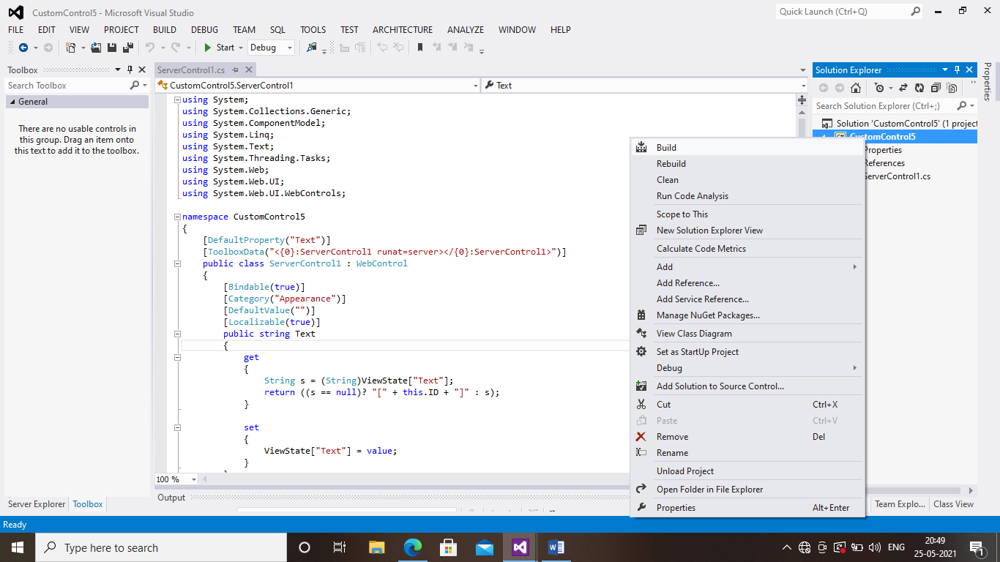 CustomControl5 - Microsoft Visual Studio
Quick Launch (Ctrl+Q)
FILE EDIT VIEW PROJECT BUILD DEBUG TEAM SQL TOOLS TEST ARCHITECTURE ANALYZE WINDOW HELP
Start Debug
Toolbox
Search Toolbox
General
There are no usable controls in
this group. Drag an item onto
this text to add it to the toolbox.
Server Explorer Toolbox
ServerControl1.cs
CustomControl5.ServerControl1 Text
using System;
using System.Collections.Generic;
using System.ComponentModel;
using System.Linq;
using System.Text;
using System.Threading.Tasks;
using System.Web;
using System.Web.UI;
using System.Web.UI.WebControls;
namespace CustomControl5
{
[DefaultProperty("Text")]
[ToolboxData("<{0}:ServerControl1 runat=server></{0}:ServerControl1>")]
public class ServerControl1 : WebControl
{
[Bindable(true)]
[Category("Appearance")]
[DefaultValue("")]
[Localizable(true)]
public string Text
{
get
{
String s = (String)ViewState["Text"];
return ((s == null)? "[" + this.ID + "]" : s);
}
set
{
ViewState["Text"] = value;
}
100 %
Output
Solution Explorer
Search Solution Explorer (Ctrl+;)
Solution 'CustomControl5' (1 project
CustomControl5
Properties
References
ServerControl1.cs
Properties
Build
Rebuild
Clean
Run Code Analysis
Scope to This
New Solution Explorer View
Calculate Code Metrics
Add
Add Reference...
Add Service Reference...
Manage NuGet Packages...
View Class Diagram
Set as StartUp Project
Debug
Add Solution to Source Control...
Cut Ctrl+X
Paste Ctrl+V
Remove Del
Rename
Unload Project
Open Folder in File Explorer
Properties Alt+Enter
Team Explo... Class View
Ready
Type here to search
ENG
20:49
25-05-2021
1